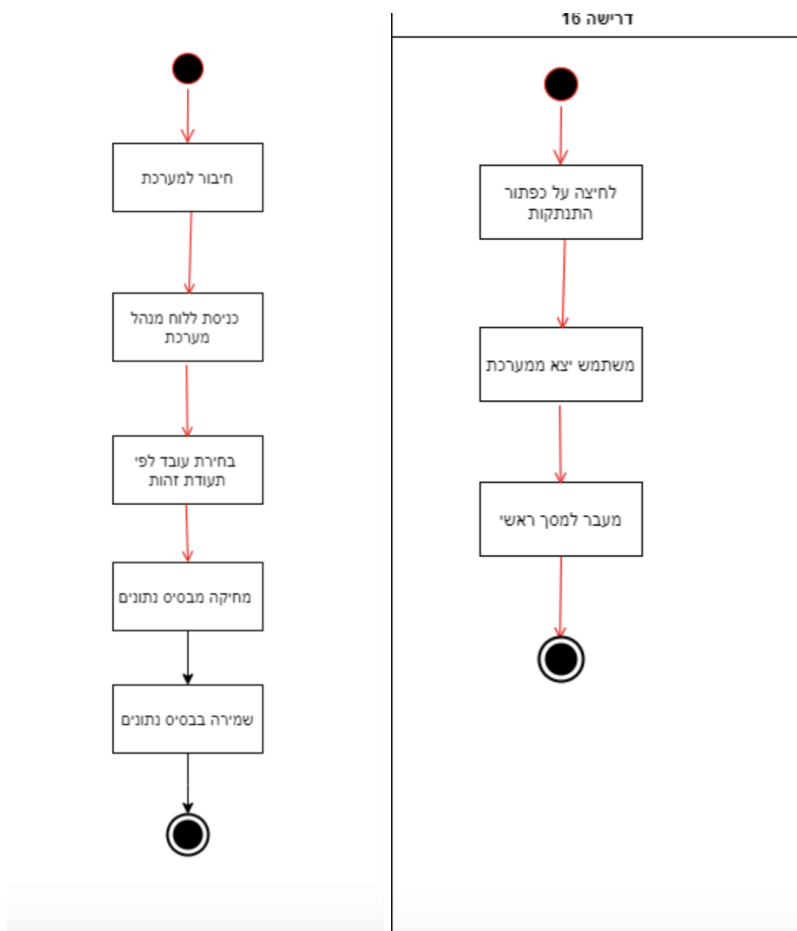 דרישה 16
לחיצה על כפתור
התנתקות
משתמש יצא ממערכת
מעבר למסך ראשי
חיבור למערכת
כניסת ללוח מנהל
מערכת
בחירת עובד לפי
תעודת זהות
מחיקה מבסיס נתונים
שמירה בבסיס נתונים